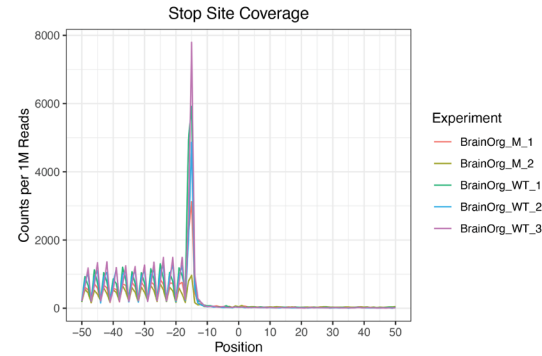 Stop Site Coverage
8000
6000
4000
2000
0
Counts per 1M Reads
−50 −40 −30 −20 −10 0 10 20 30 40 50
Position
Experiment
BrainOrg_M_1
BrainOrg_M_2
BrainOrg_WT_1
BrainOrg_WT_2
BrainOrg_WT_3